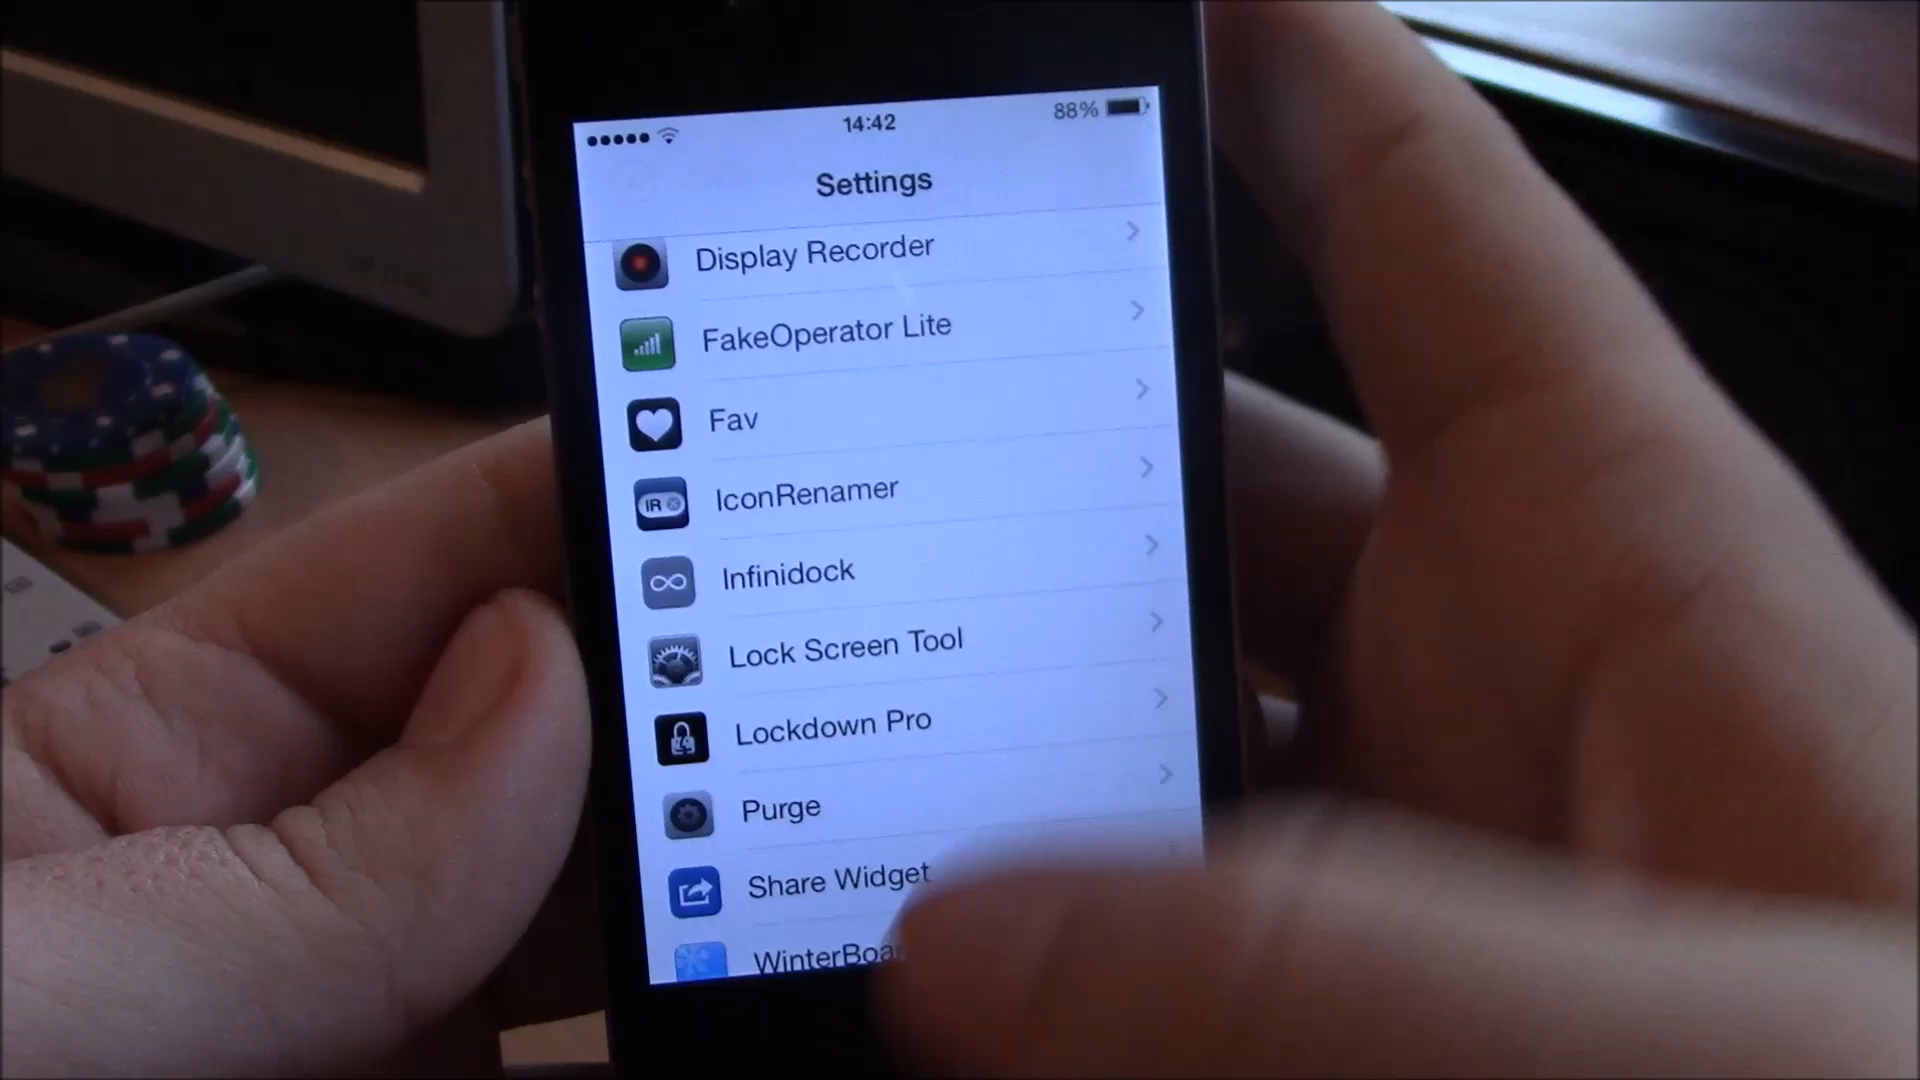 14:42
88%
Settings
Display Recorder
FakeOperator Lite
Fav
IR
IconRenamer
Infinidock
Lock Screen Tool
Lockdown Pro
Purge
Share Widget